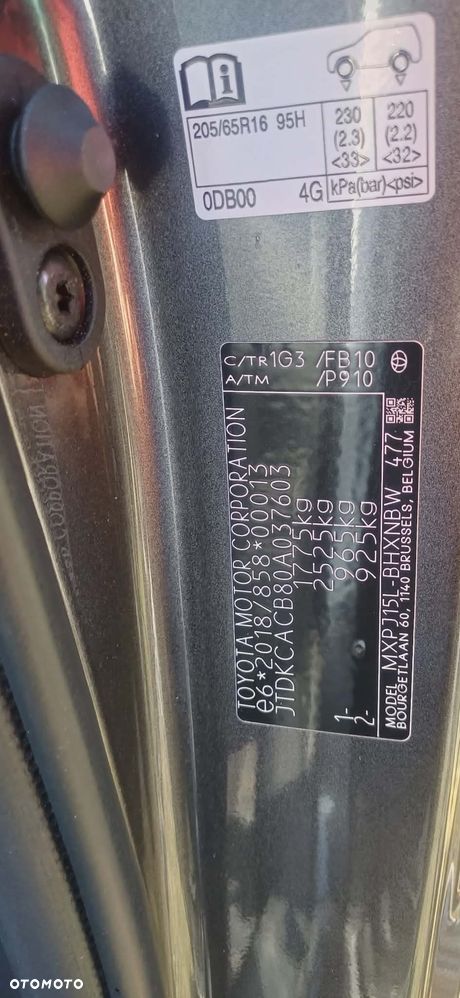 205/65R16 95H
230
(2.3)
<33>
220
(2.2)
<32>
0DB00 4G
kPa(bar)<psi>
C/TR 1G3 /FB10
A/TM /P910
TOYOTA MOTOR CORPORATION
e6*2018/858*00013
JTDKCACB80A037603
1775kg
2525kg
1- 965kg
2- 925kg
MODEL MXPJ15L-BHXNBW 477
BOURGETLAAN 60, 1140 BRUSSELS, BELGIUM
OTOMOTO